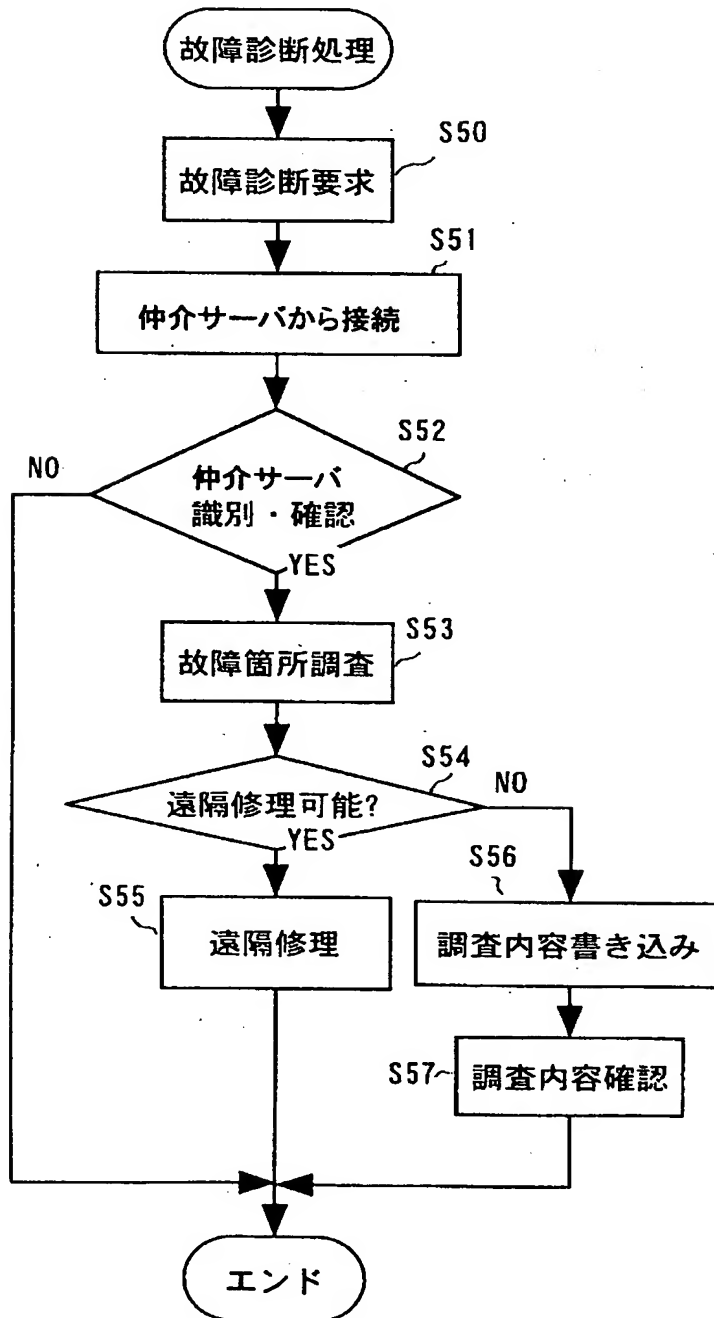 故障診断処理
S50
故障診断要求
S51
仲介サーバから接続
S52
NO
仲介サーバ
識別・確認
YES
S53
故障箇所調査
S54
遠隔修理可能?
NO
YES
S56
S55
遠隔修理
調査内容書き込み
S57
調査内容確認
エンド